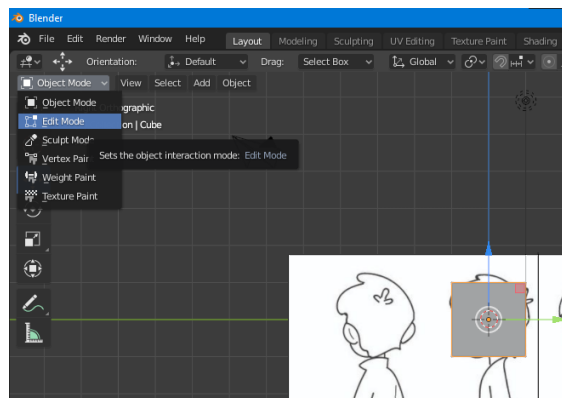 Blender
File Edit Render Window Help Layout Modeling Sculpting UV Editing Texture Paint Shading
Orientation: Default Drag: Select Box Global
Object Mode View Select Add Object
Object Mode
Edit Mode
Sculpt Mode
Vertex Pain
Weight Paint
Texture Paint
graphic
on | Cube
Sets the object interaction mode: Edit Mode